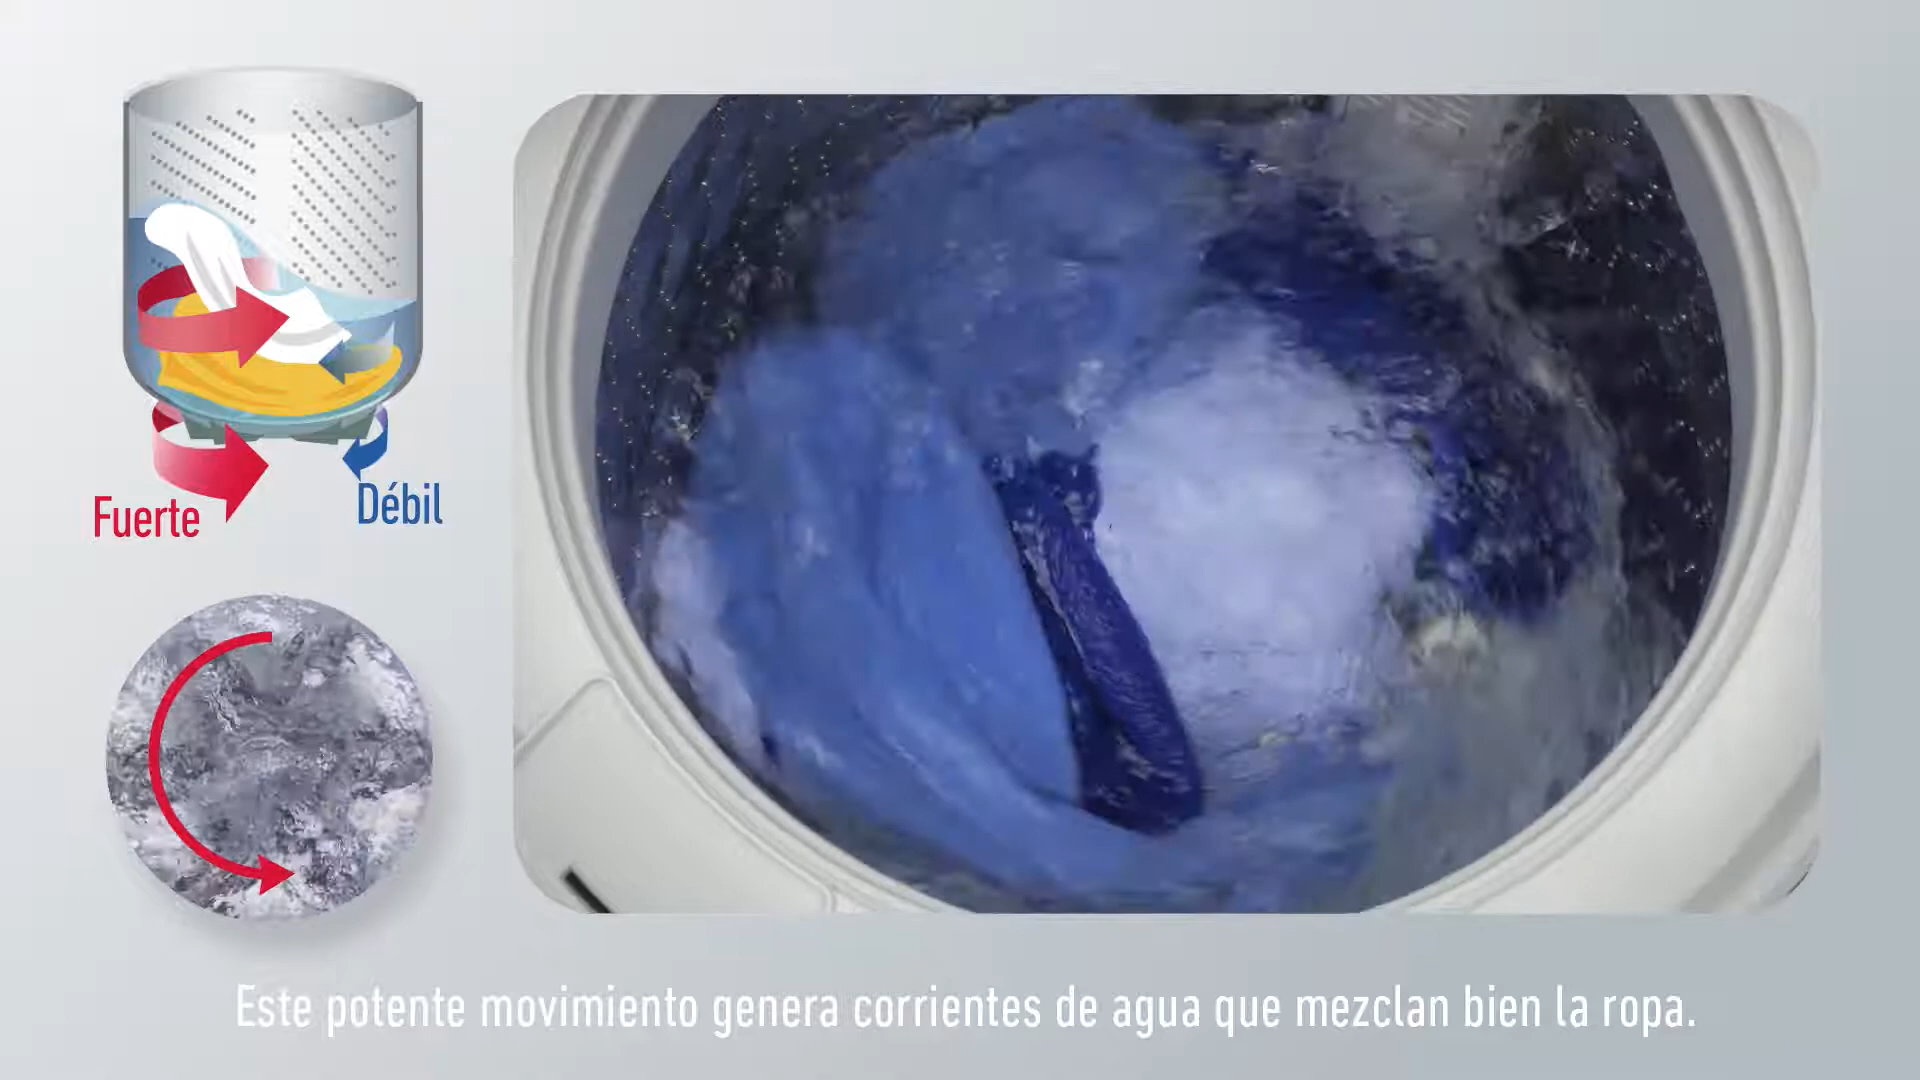 Fuerte
Débil
Este potente movimiento genera corrientes de agua que mezclan bien la ropa.